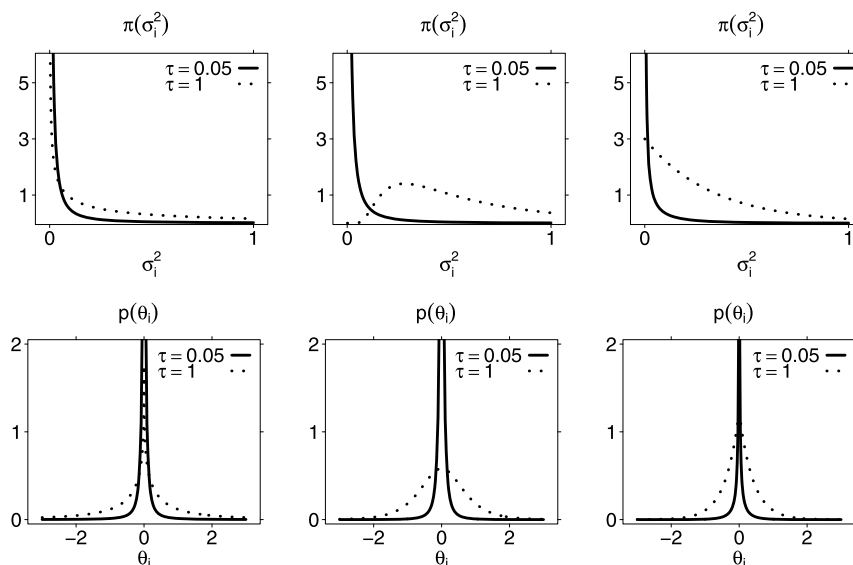 π(σᵢ²) π(σᵢ²) π(σᵢ²)
τ = 0.05 τ = 0.05 τ = 0.05
τ = 1 τ = 1 τ = 1
5 5 5
3 3 3
1 1 1
0 1 0 1 0 1
σᵢ² σᵢ² σᵢ²
p(θᵢ) p(θᵢ) p(θᵢ)
2 2 2
τ = 0.05 τ = 0.05 τ = 0.05
τ = 1 τ = 1 τ = 1
1 1 1
0 0 0
−2 0 2 −2 0 2 −2 0 2
θᵢ θᵢ θᵢ